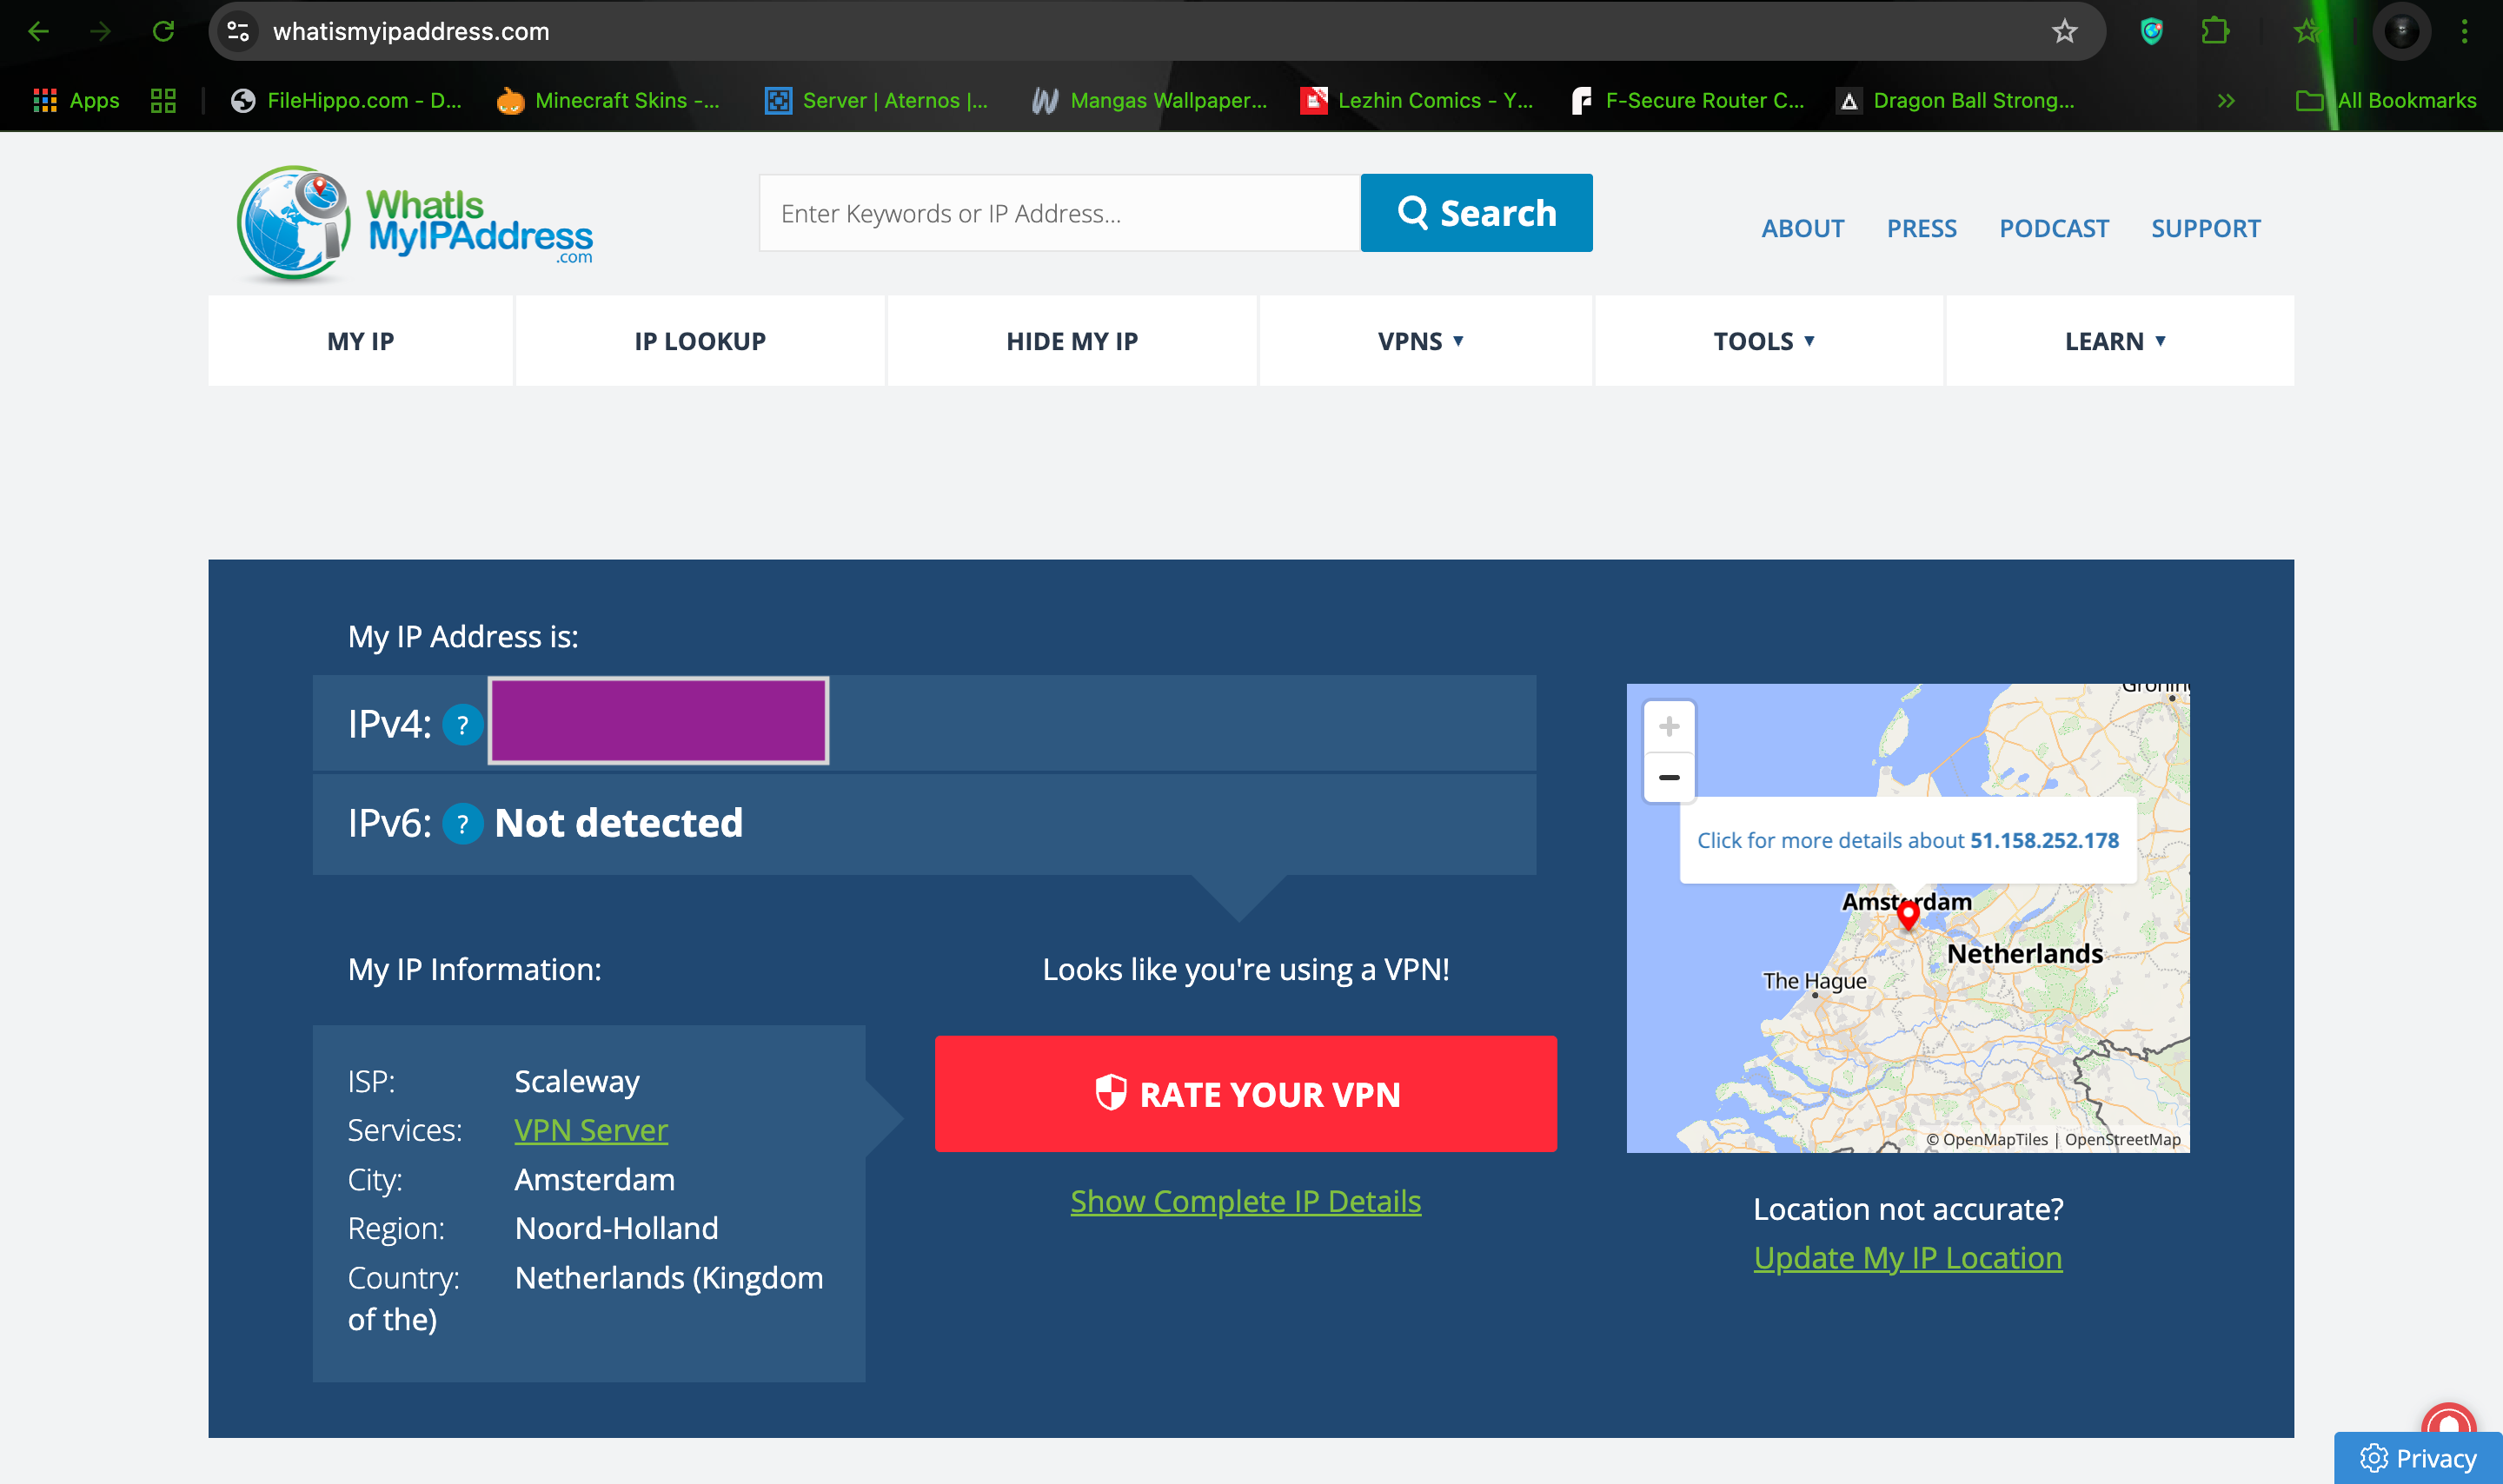 whatismyipaddress.com
Apps
FileHippo.com - D...
Minecraft Skins -...
Server | Aternos |...
Mangas Wallpaper...
Lezhin Comics - Y...
F-Secure Router C...
Dragon Ball Strong...
All Bookmarks
WhatIs
MyIPAddress
.com
Enter Keywords or IP Address...
Search
ABOUT
PRESS
PODCAST
SUPPORT
MY IP
IP LOOKUP
HIDE MY IP
VPNS
TOOLS
LEARN
My IP Address is:
IPv4: ?
IPv6: ? Not detected
My IP Information:
ISP: Scaleway
Services: VPN Server
City: Amsterdam
Region: Noord-Holland
Country: Netherlands (Kingdom
of the)
Looks like you're using a VPN!
RATE YOUR VPN
Show Complete IP Details
Click for more details about 51.158.252.178
Amsterdam
Netherlands
The Hague
© OpenMapTiles | OpenStreetMap
Location not accurate?
Update My IP Location
Privacy